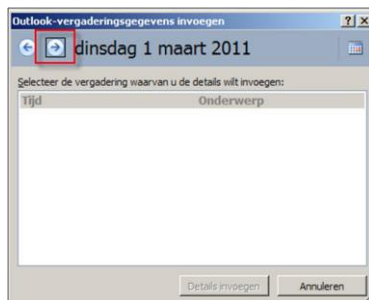 Outlook-vergaderingsgegevens invoegen
dinsdag 1 maart 2011
Selecteer de vergadering waarvan u de details wilt invoegen:
Tijd Onderwerp
Details invoegen Annuleren